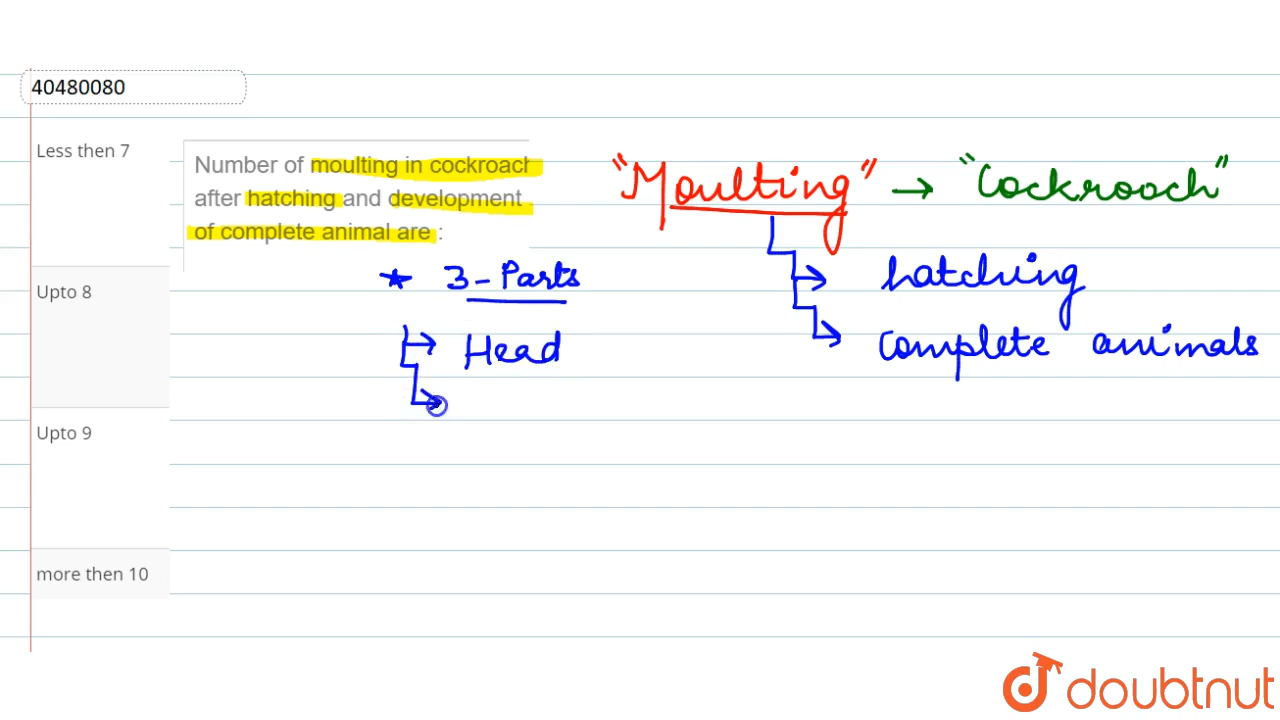 40480080
Less then 7
Upto 8
Upto 9
more then 10
Number of moulting in cockroach
after hatching and development
of complete animal are :
"Moulting" → "Cockrooch"
→ hatching
→ complete animals
* 3-Parts
→ Head
→
doubtnut